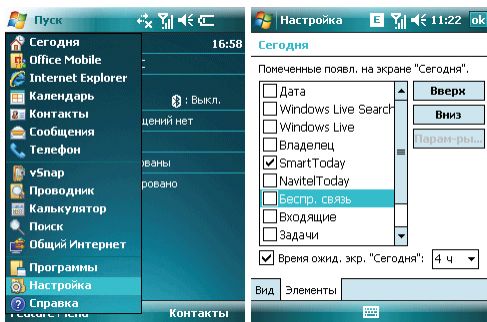 Пуск
Сегодня
16:58
Office Mobile
Internet Explorer
Календарь
: Выкл.
Контакты
щений нет
Сообщения
Телефон
ованы
vSnap
Проводник
ровано
Калькулятор
Поиск
Общий Интернет
Программы
Настройка
Справка
Feature Menu
Контакты
Настройка
E
11:22
ok
Сегодня
Помеченные появл. на экране "Сегодня".
Дата
Windows Live Search
Windows Live
Владелец
SmartToday
NavitelToday
Беспр. связь
Входящие
Задачи
Вверх
Вниз
Парам-ры...
Время ожид. экр. "Сегодня":
4 ч
Вид
Элементы